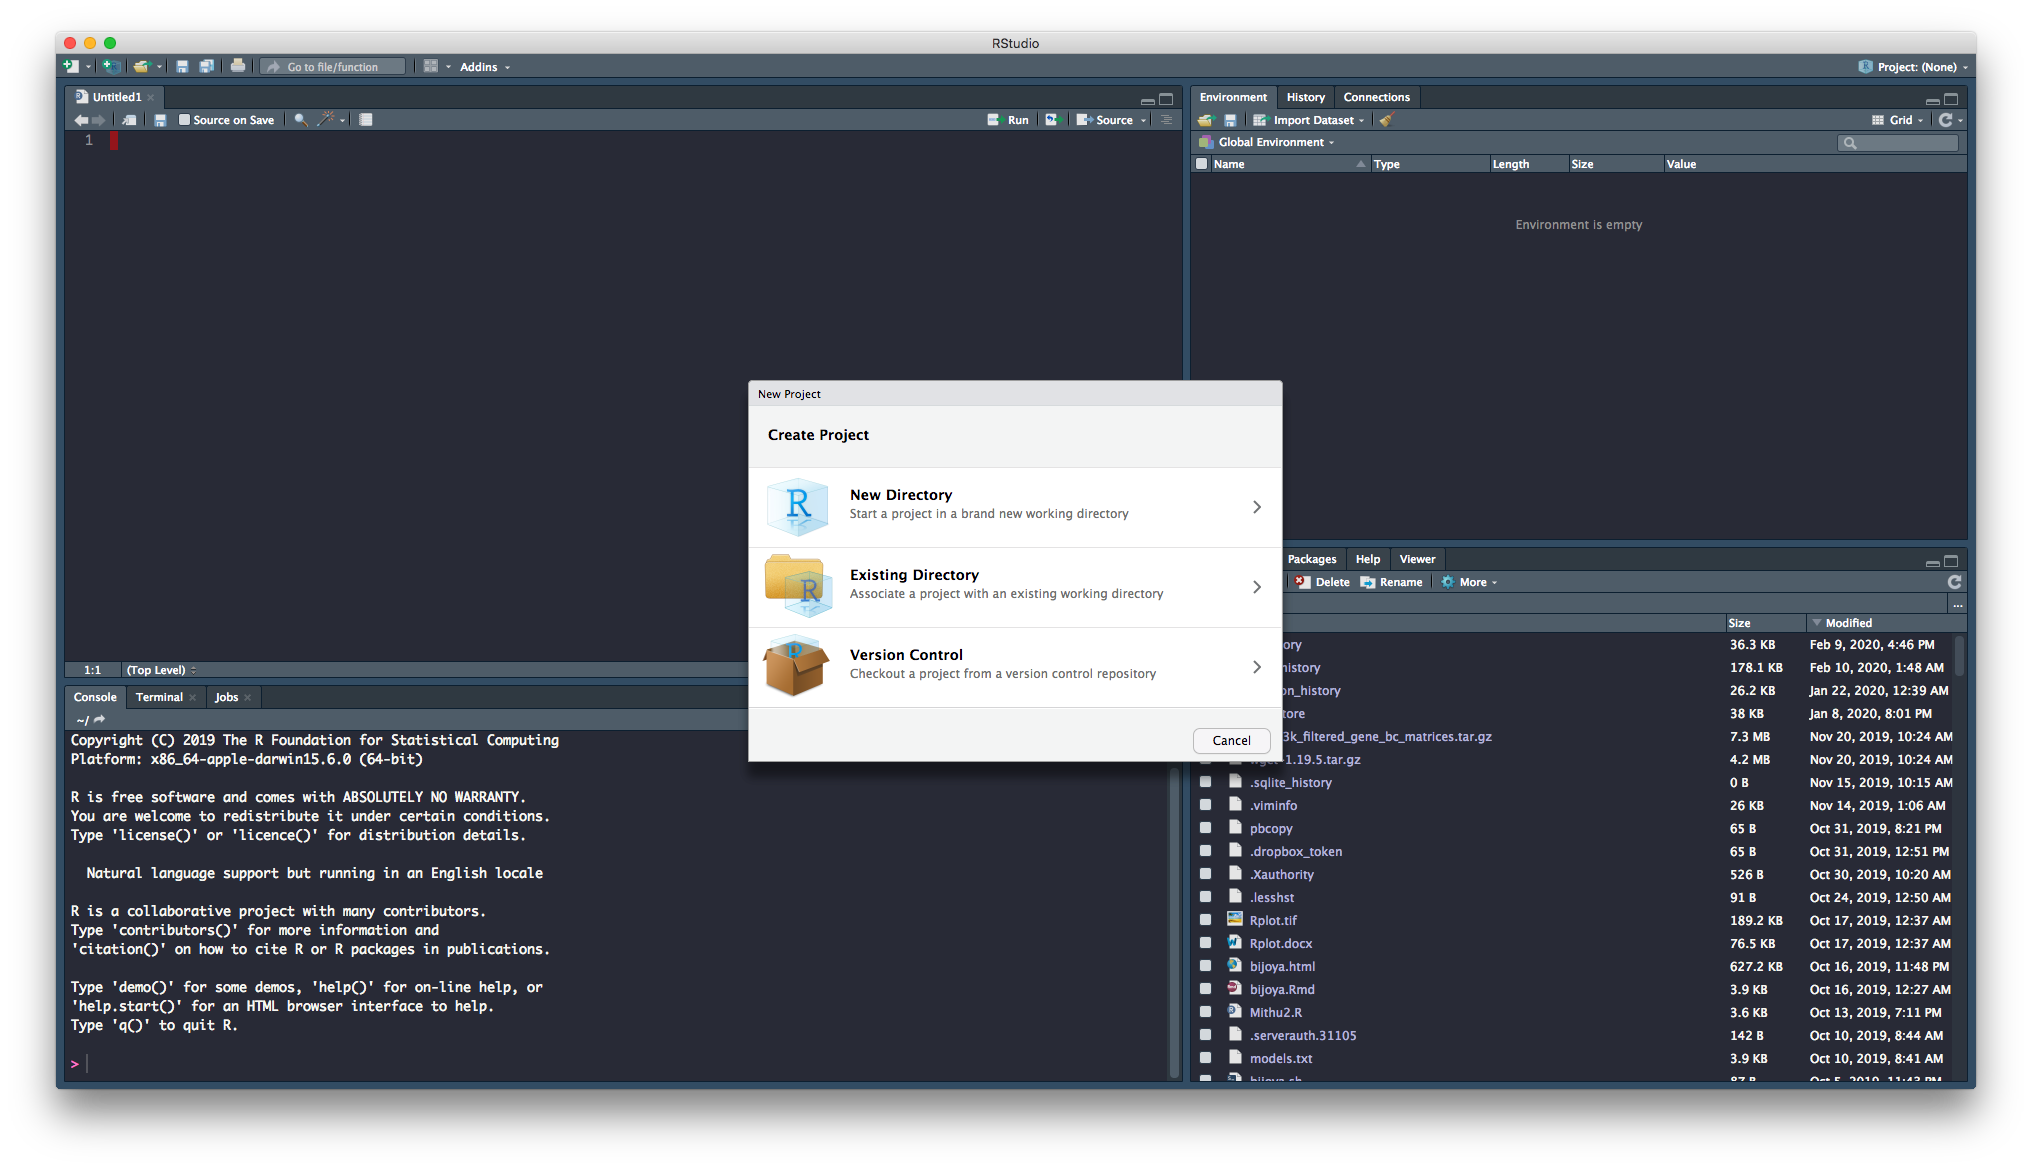 RStudio
Go to file/function
Addins
Project: (None)
Untitled1
Source on Save
Run
Source
1
1:1 (Top Level)
Console Terminal Jobs
~/
Copyright (C) 2019 The R Foundation for Statistical Computing
Platform: x86_64-apple-darwin15.6.0 (64-bit)
R is free software and comes with ABSOLUTELY NO WARRANTY.
You are welcome to redistribute it under certain conditions.
Type 'license()' or 'licence()' for distribution details.
Natural language support but running in an English locale
R is a collaborative project with many contributors.
Type 'contributors()' for more information and
'citation()' on how to cite R or R packages in publications.
Type 'demo()' for some demos, 'help()' for on-line help, or
'help.start()' for an HTML browser interface to help.
Type 'q()' to quit R.
>
New Project
Create Project
R
New Directory
Start a project in a brand new working directory
R
Existing Directory
Associate a project with an existing working directory
Version Control
Checkout a project from a version control repository
Cancel
Environment History Connections
Import Dataset
Grid
Global Environment
Name Type Length Size Value
Environment is empty
Packages Help Viewer
Delete Rename More
...
Size Modified
ory 36.3 KB Feb 9, 2020, 4:46 PM
istory 178.1 KB Feb 10, 2020, 1:48 AM
on_history 26.2 KB Jan 22, 2020, 12:39 AM
tore 38 KB Jan 8, 2020, 8:01 PM
3k_filtered_gene_bc_matrices.tar.gz 7.3 MB Nov 20, 2019, 10:24 AM
1.19.5.tar.gz 4.2 MB Nov 20, 2019, 10:24 AM
.sqlite_history 0 B Nov 15, 2019, 10:15 AM
.viminfo 26 KB Nov 14, 2019, 1:06 AM
pbcopy 65 B Oct 31, 2019, 8:21 PM
.dropbox_token 65 B Oct 31, 2019, 12:51 PM
.Xauthority 526 B Oct 30, 2019, 10:20 AM
.lesshst 91 B Oct 24, 2019, 12:50 AM
Rplot.tif 189.2 KB Oct 17, 2019, 12:37 AM
Rplot.docx 76.5 KB Oct 17, 2019, 12:37 AM
bijoya.html 627.2 KB Oct 16, 2019, 11:48 PM
bijoya.Rmd 3.9 KB Oct 16, 2019, 12:27 AM
Mithu2.R 3.6 KB Oct 13, 2019, 7:11 PM
.serverauth.31105 142 B Oct 10, 2019, 8:44 AM
models.txt 3.9 KB Oct 10, 2019, 8:41 AM
bijoya.sh 87 B Oct 5, 2019, 11:43 PM